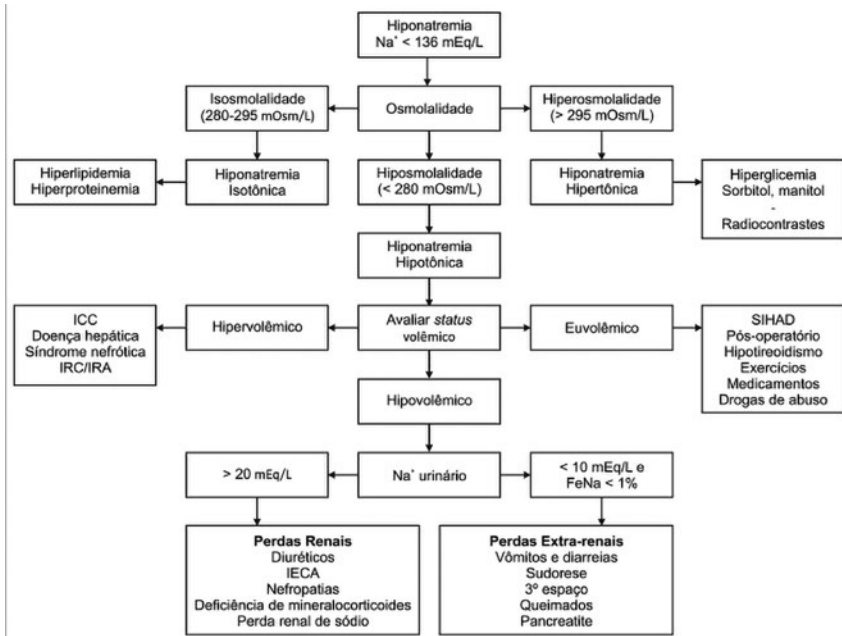 Hiponatremia
Na⁺ < 136 mEq/L
Isosmolalidade
(280-295 mOsm/L)
Osmolalidade
Hiperosmolalidade
(> 295 mOsm/L)
Hiperlipidemia
Hiperproteinemia
Hiponatremia
Isotônica
Hiposmolalidade
(< 280 mOsm/L)
Hiponatremia
Hipertônica
Hiperglicemia
Sorbitol, manitol
-
Radiocontrastes
Hiponatremia
Hipotônica
ICC
Doença hepática
Síndrome nefrótica
IRC/IRA
Hipervolêmico
Avaliar status
volêmico
Euvolêmico
SIHAD
Pós-operatório
Hipotireoidismo
Exercícios
Medicamentos
Drogas de abuso
Hipovolêmico
> 20 mEq/L
Na⁺ urinário
< 10 mEq/L e
FeNa < 1%
Perdas Renais
Diuréticos
IECA
Nefropatias
Deficiência de mineralocorticoides
Perda renal de sódio
Perdas Extra-renais
Vômitos e diarreias
Sudorese
3º espaço
Queimados
Pancreatite